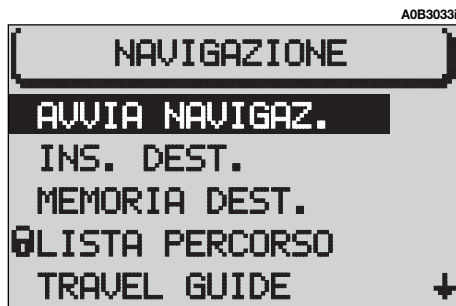 A0B3033i
NAVIGAZIONE
AVVIA NAVIGAZ.
INS. DEST.
MEMORIA DEST.
LISTA PERCORSO
TRAVEL GUIDE